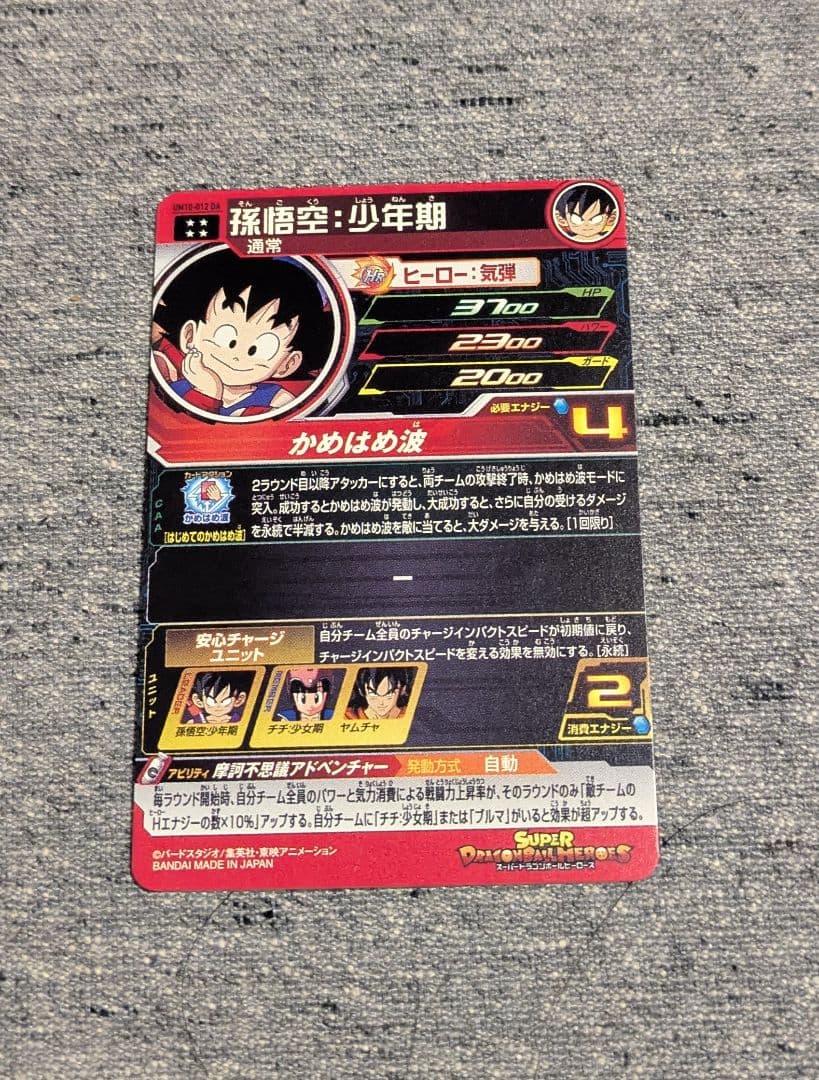 UM10-012 DA
★★
★★
孫悟空:少年期
そん ご くう しょう ねん き
通常
HR ヒーロー:気弾
HP
3700
パワー
2300
ガード
2000
必要エナジー 4
かめはめ波
は
CAA
カードアクション
かめはめ波
[はじめてのかめはめ波]
2ラウンド目以降アタッカーにすると、両チームの攻撃終了時、かめはめ波モードに
突入。成功するとかめはめ波が発動し、大成功すると、さらに自分の受けるダメージ
を永続で半減する。かめはめ波を敵に当てると、大ダメージを与える。[1回限り]
ー
ユニット
安心チャージ
ユニット
自分チーム全員のチャージインパクトスピードが初期値に戻り、
チャージインパクトスピードを変える効果を無効にする。[永続]
LEADER
孫悟空:少年期
チチ:少女期
ヤムチャ
2
消費エナジー
アビリティ 摩訶不思議アドベンチャー 発動方式 自動
毎ラウンド開始時、自分チーム全員のパワーと気力消費による戦闘力上昇率が、そのラウンドのみ「敵チームの
Hエナジーの数×10%」アップする。自分チームに「チチ:少女期」または「ブルマ」がいると効果が超アップする。
ヒーロー
©バードスタジオ/集英社・東映アニメーション
BANDAI MADE IN JAPAN
SUPER
DRAGONBALL HEROES
スーパードラゴンボールヒーローズ